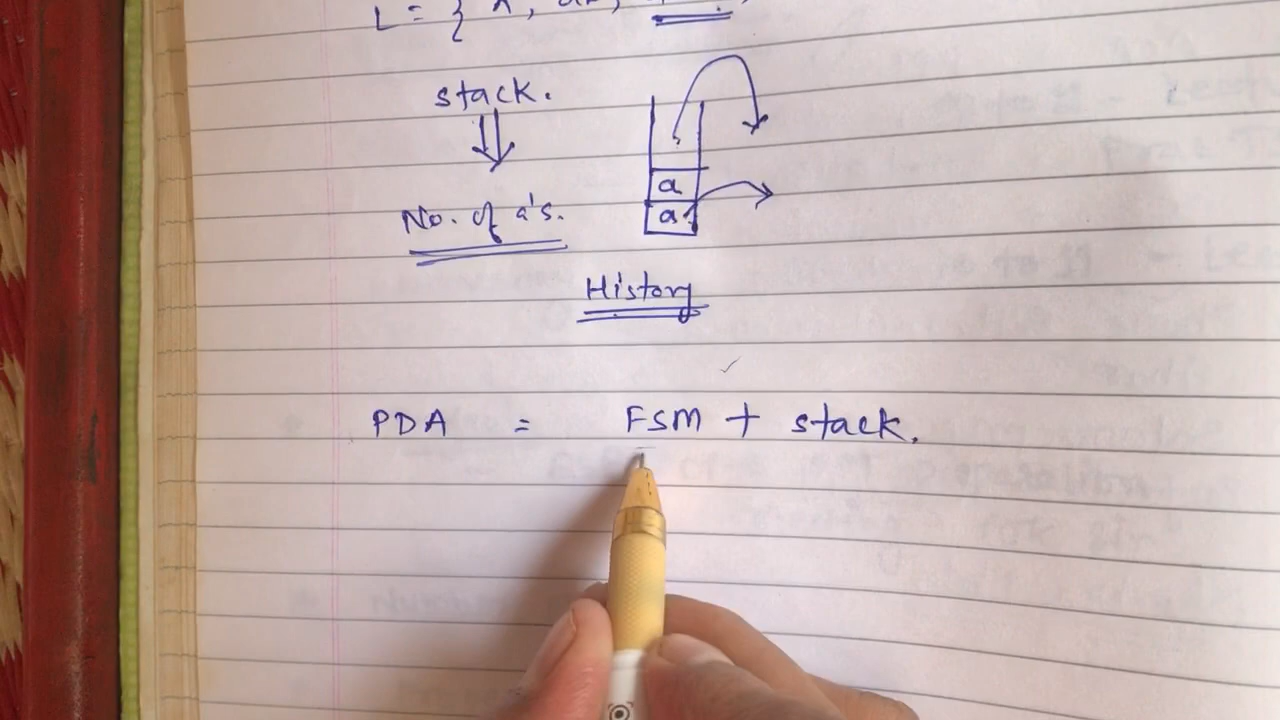 L = {
stack.
a
No. of a's.
a
History
PDA = FSM + stack.